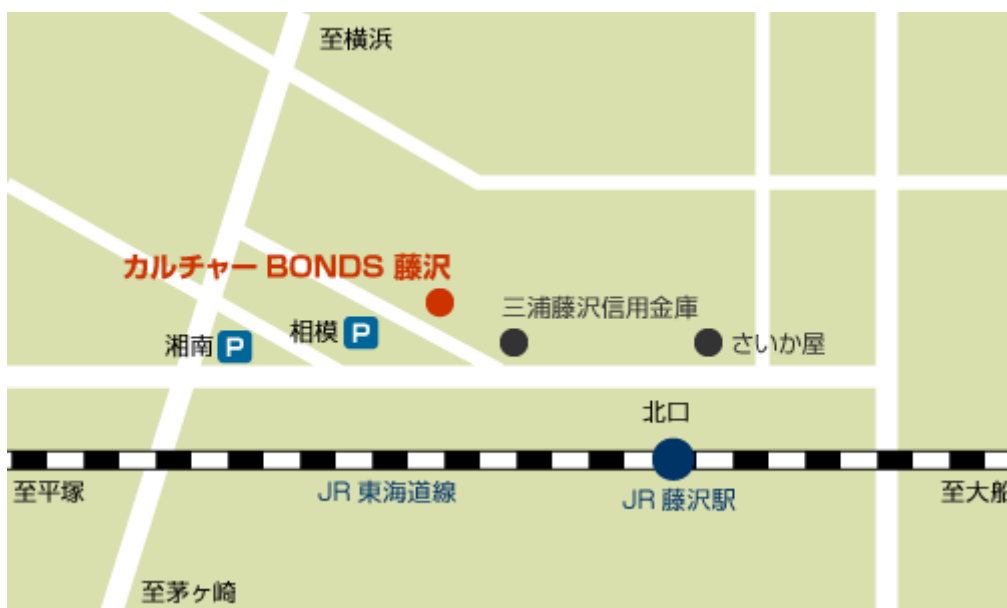 至横浜
カルチャー BONDS 藤沢
三浦藤沢信用金庫
相模 P
湘南 P
さいか屋
北口
至平塚
JR 東海道線
JR 藤沢駅
至大船
至茅ヶ崎